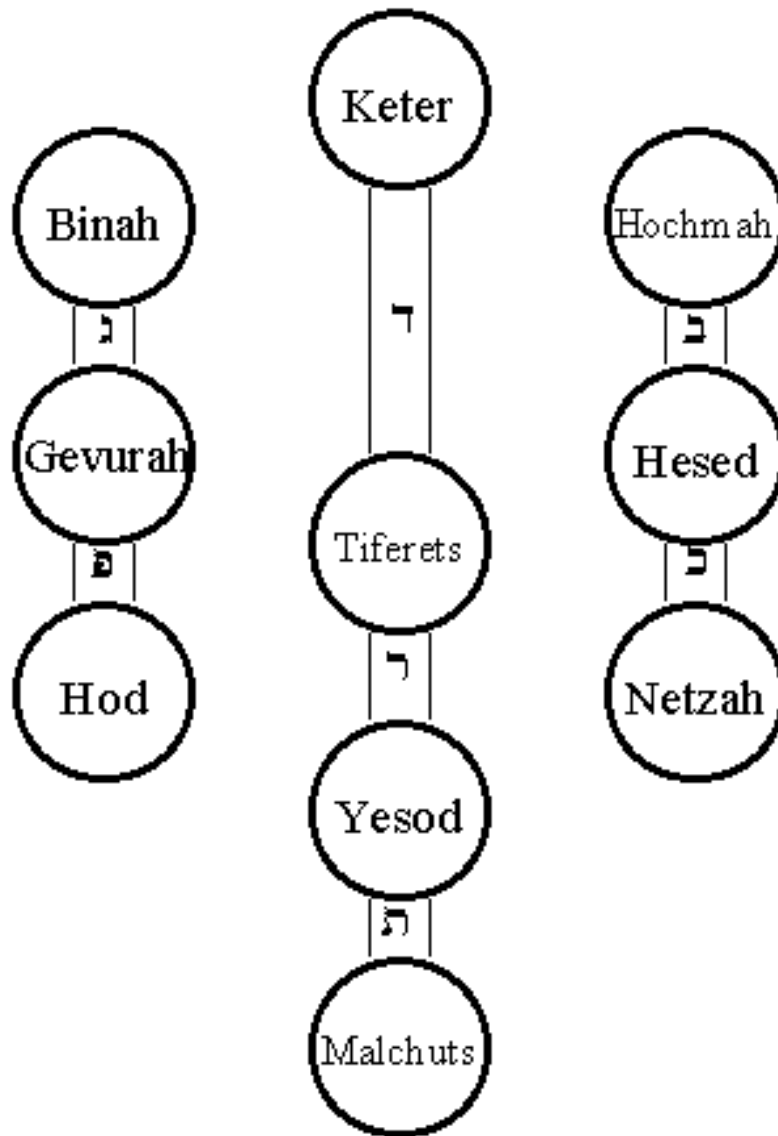 Keter
Binah
Hochmah
ג
ד
ב
Gevurah
Hesed
Tiferets
פ
כ
ר
Hod
Netzah
Yesod
ת
Malchuts